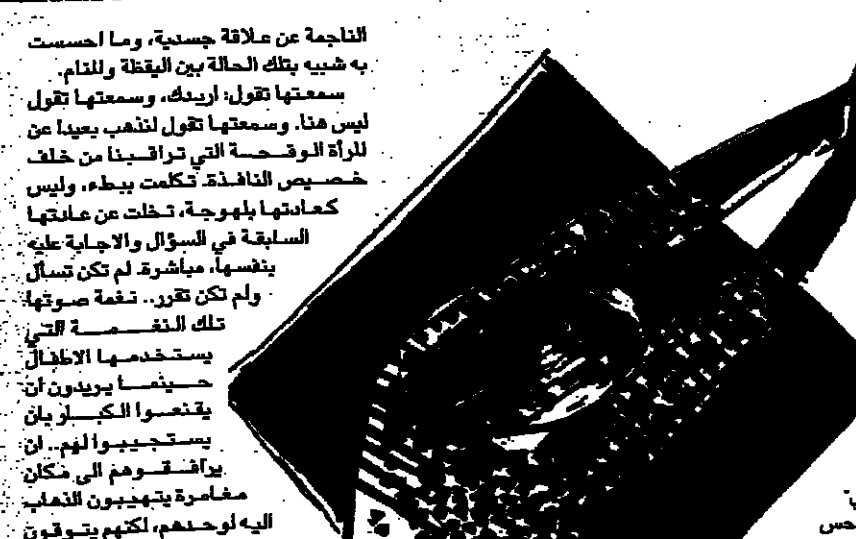 الناجمة عن علاقة جسدية، وما احسست
به شبيه بتلك الحالة بين اليقظة والمنام.
سمعتها تقول: اريدك، وسمعتها تقول
ليس هنا. وسمعتها تقول لنذهب بعيدا عن
المرأة الوقحة التي تراقبنا من خلف
خصيص النافذة. تكلمت ببطء، وليس
كعادتها بلهوجة، تخلت عن عادتها
السابقة في السؤال والاجابة عليه
بنفسها، مباشرة. لم تكن تسأل
ولم تكن تقرر.. نغمة صوتها
تلك النغمة التي
يستخدمها الاطفال
حينما يريدون ان
يقنعوا الكبار بان
يستجيبوا لهم.. ان
يرافقوهم الى مكان
مغامرة يتهيبون الذهاب
اليه لوحدهم، لكنهم يتوقون
حس